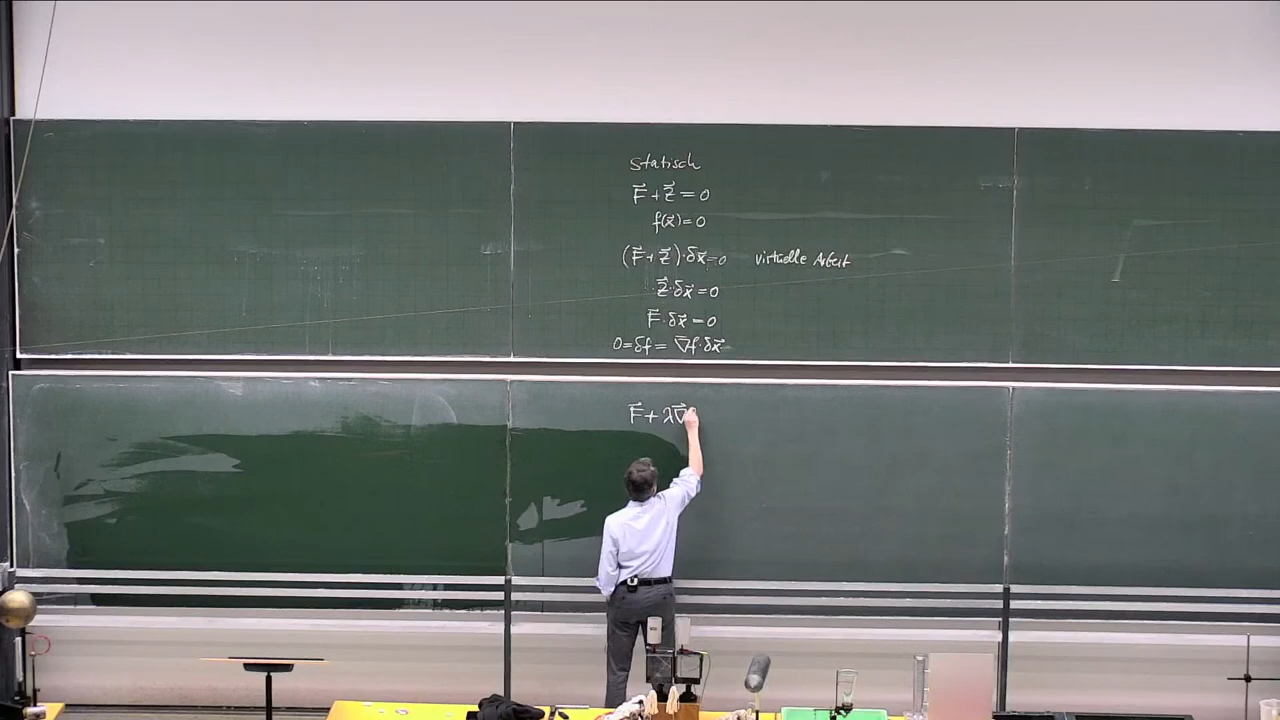 statisch
F⃗ + Z⃗ = 0
f(x⃗) = 0
(F⃗ + Z⃗)·δx⃗ = 0 virtuelle Arbeit
Z⃗·δx⃗ = 0
F⃗·δx⃗ = 0
0 = δf = ∇⃗f·δx⃗
F⃗ + λ∇⃗